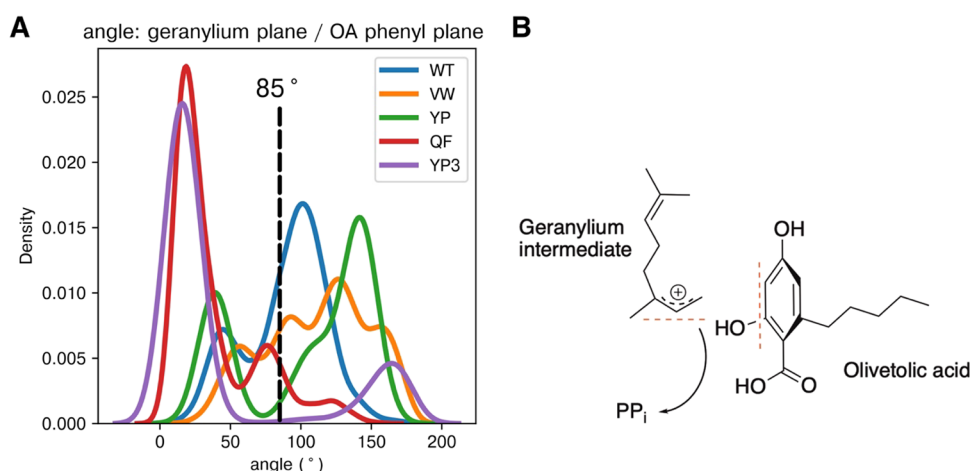 A
angle: geranylium plane / OA phenyl plane
85°
WT
VW
YP
QF
YP3
0.025
0.020
0.015
0.010
0.005
0.000
Density
0
50
100
150
200
angle (°)
B
Geranylium
intermediate
+
OH
HO
HO
O
Olivetolic acid
PPi